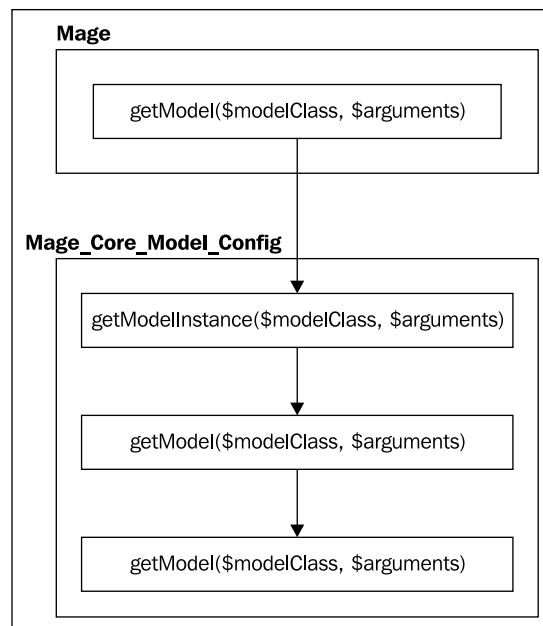 Mage
getModel($modelClass, $arguments)
Mage_Core_Model_Config
getModelInstance($modelClass, $arguments)
getModel($modelClass, $arguments)
getModel($modelClass, $arguments)